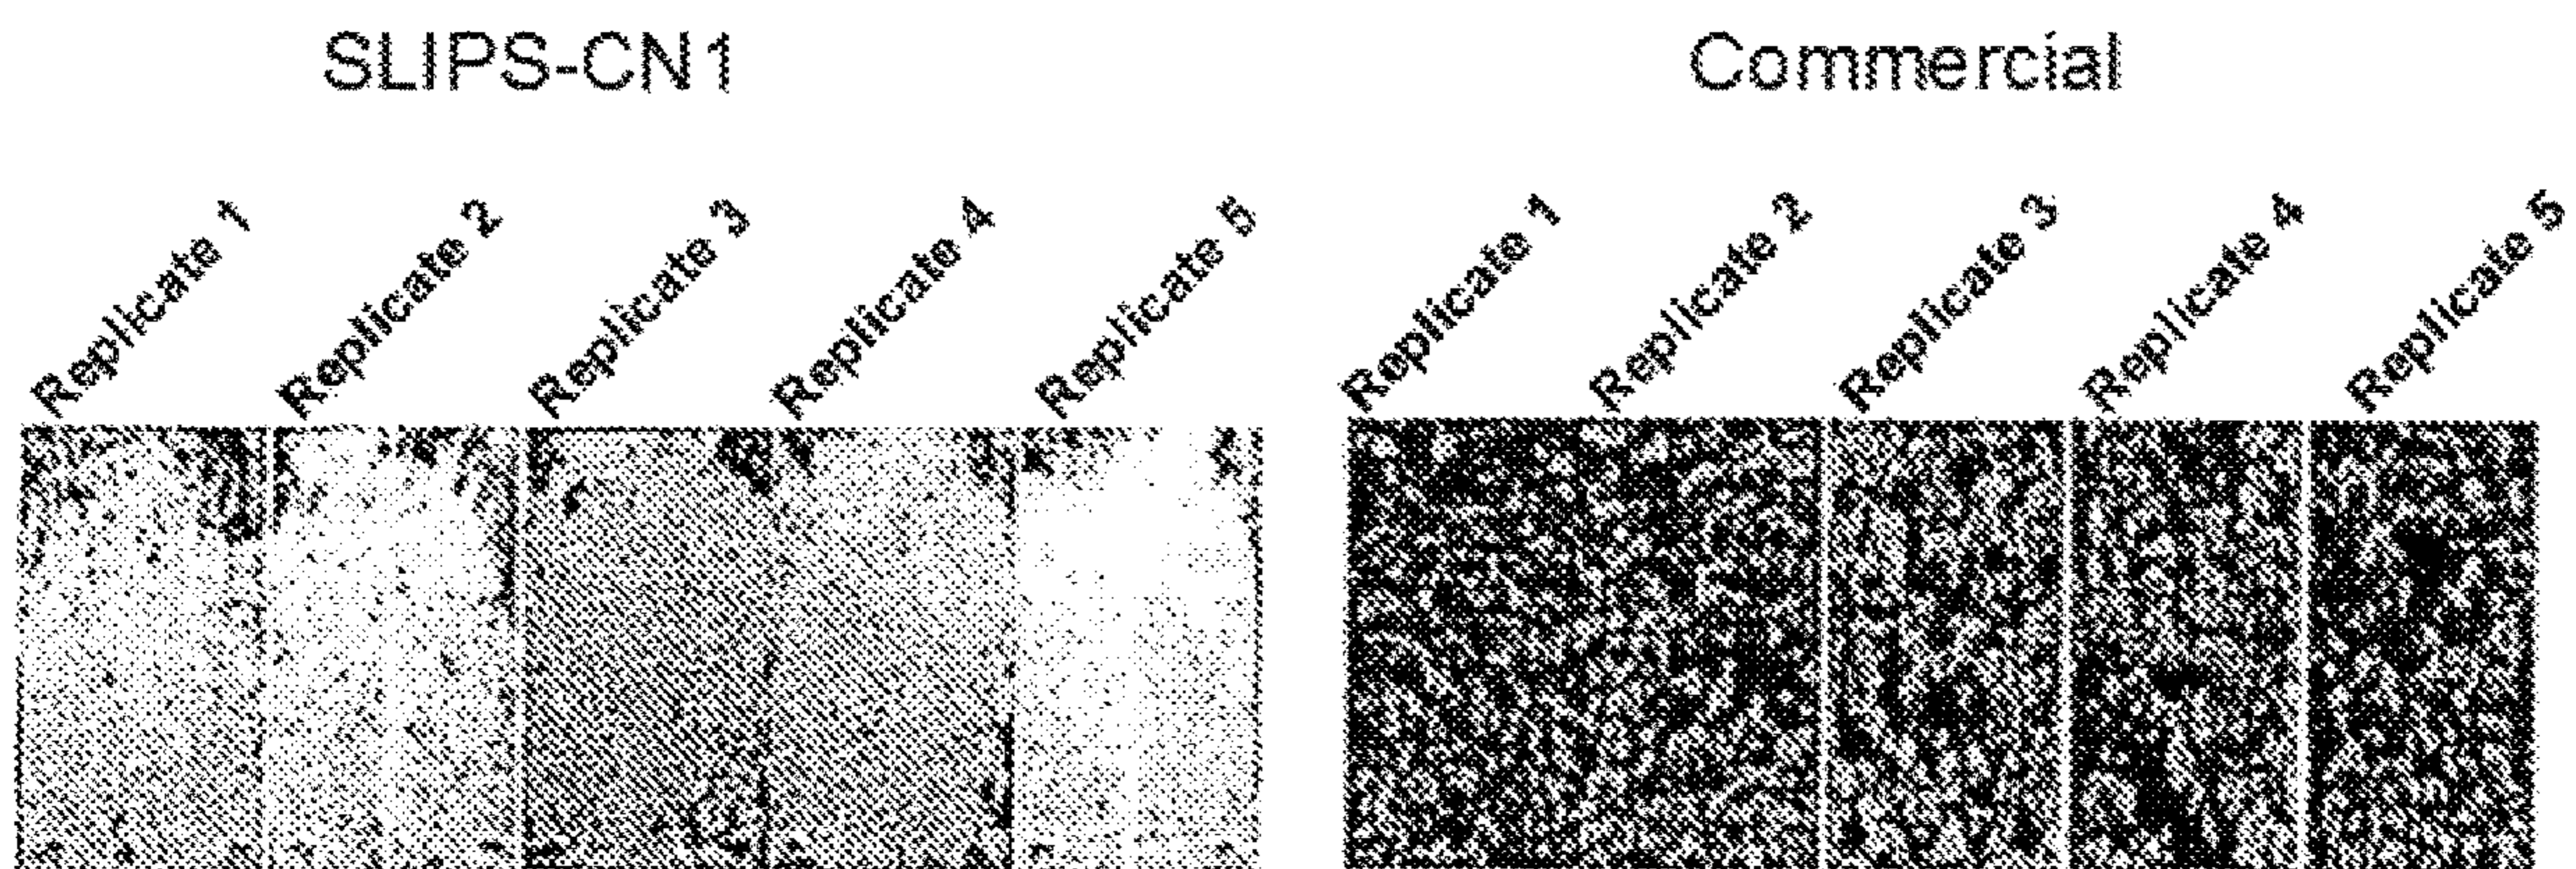 SLIPS-CN1
Commercial
Replicate 1
Replicate 2
Replicate 3
Replicate 4
Replicate 5
Replicate 1
Replicate 2
Replicate 3
Replicate 4
Replicate 5